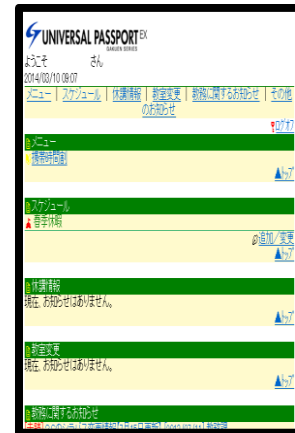 UNIVERSAL PASSPORT EX
GAKUEN SERIES
ようこそ さん
2014/03/10 09:07
メニュー | スケジュール | 休講情報 | 教室変更 | 教務に関するお知らせ | その他
のお知らせ
ログオフ
メニュー
携帯時間割
▲トップ
スケジュール
春季休暇
追加/変更
▲トップ
休講情報
現在、お知らせはありません。
▲トップ
教室変更
現在、お知らせはありません。
▲トップ
教務に関するお知らせ